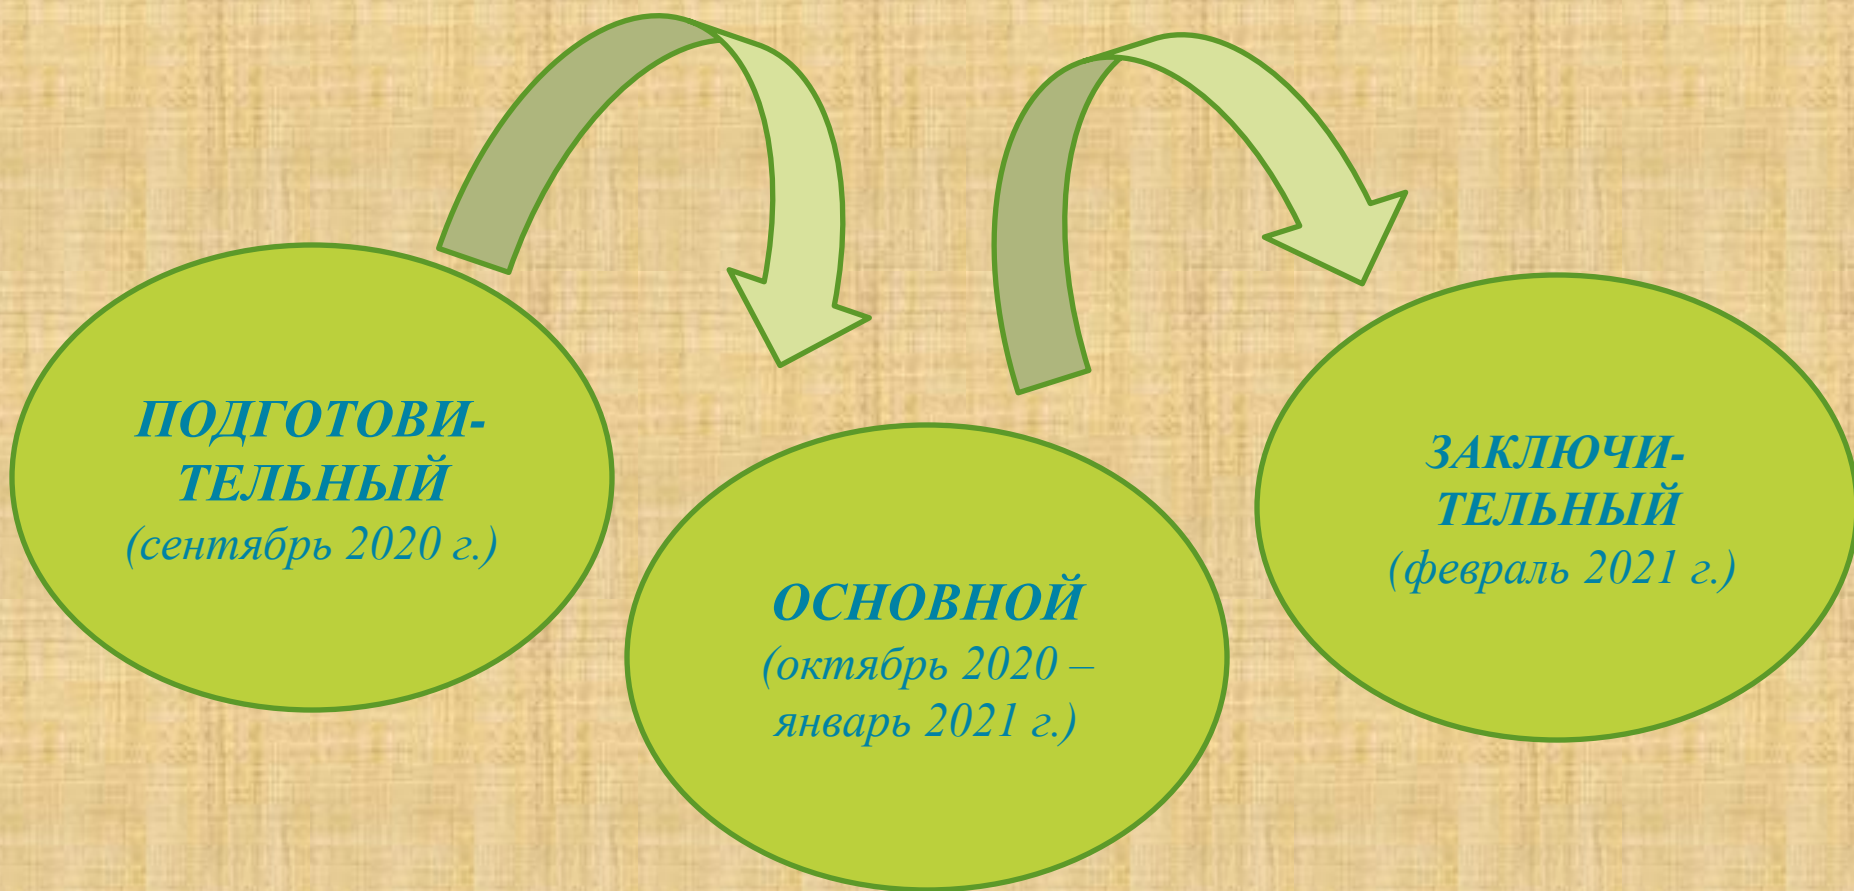 ПОДГОТОВИ-
ТЕЛЬНЫЙ
(сентябрь 2020 г.)
ОСНОВНОЙ
(октябрь 2020 –
январь 2021 г.)
ЗАКЛЮЧИ-
ТЕЛЬНЫЙ
(февраль 2021 г.)